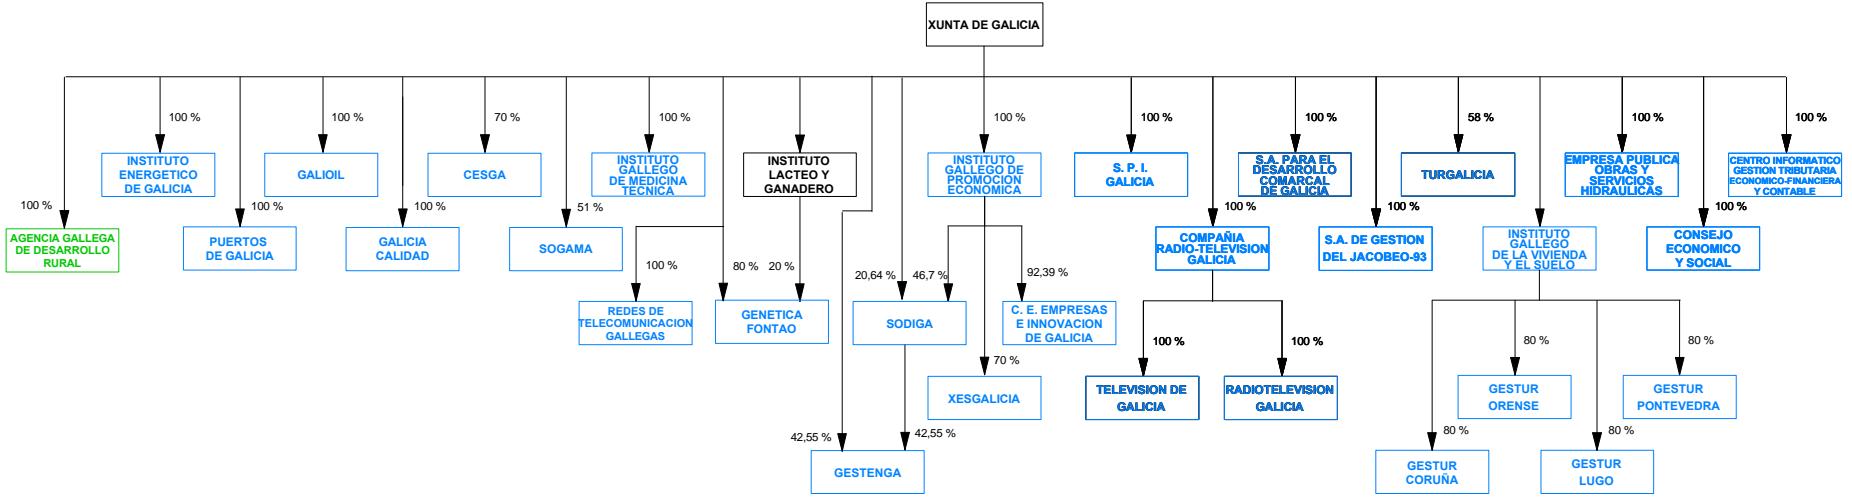 XUNTA DE GALICIA
100 %
100 %
70 %
100 %
100 %
100 %
100 %
58 %
100 %
100 %
INSTITUTO
ENERGETICO
DE GALICIA
GALIOIL
CESGA
INSTITUTO
GALLEGO
DE MEDICINA
TECNICA
INSTITUTO
LACTEO Y
GANADERO
INSTITUTO
GALLEGO DE
PROMOCION
ECONOMICA
S. P. I.
GALICIA
S.A. PARA EL
DESARROLLO
COMARCAL
DE GALICIA
TURGALICIA
EMPRESA PUBLICA
OBRAS Y
SERVICIOS
HIDRAULICAS
CENTRO INFORMATICO
GESTION TRIBUTARIA
ECONOMICO-FINANCIERA
Y CONTABLE
100 %
100 %
100 %
51 %
100 %
100 %
100 %
AGENCIA GALLEGA
DE DESARROLLO
RURAL
PUERTOS
DE GALICIA
GALICIA
CALIDAD
SOGAMA
COMPAÑIA
RADIO-TELEVISION
GALICIA
S.A. DE GESTION
DEL JACOBEO-93
INSTITUTO
GALLEGO
DE LA VIVIENDA
Y EL SUELO
CONSEJO
ECONOMICO
Y SOCIAL
100 %
80 %
20 %
20,64 %
46,7 %
92,39 %
REDES DE
TELECOMUNICACION
GALLEGAS
GENETICA
FONTAO
SODIGA
C. E. EMPRESAS
E INNOVACION
DE GALICIA
100 %
100 %
80 %
80 %
70 %
XESGALICIA
TELEVISION DE
GALICIA
RADIOTELEVISION
GALICIA
GESTUR
ORENSE
GESTUR
PONTEVEDRA
42,55 %
42,55 %
80 %
80 %
GESTENGA
GESTUR
CORUÑA
GESTUR
LUGO